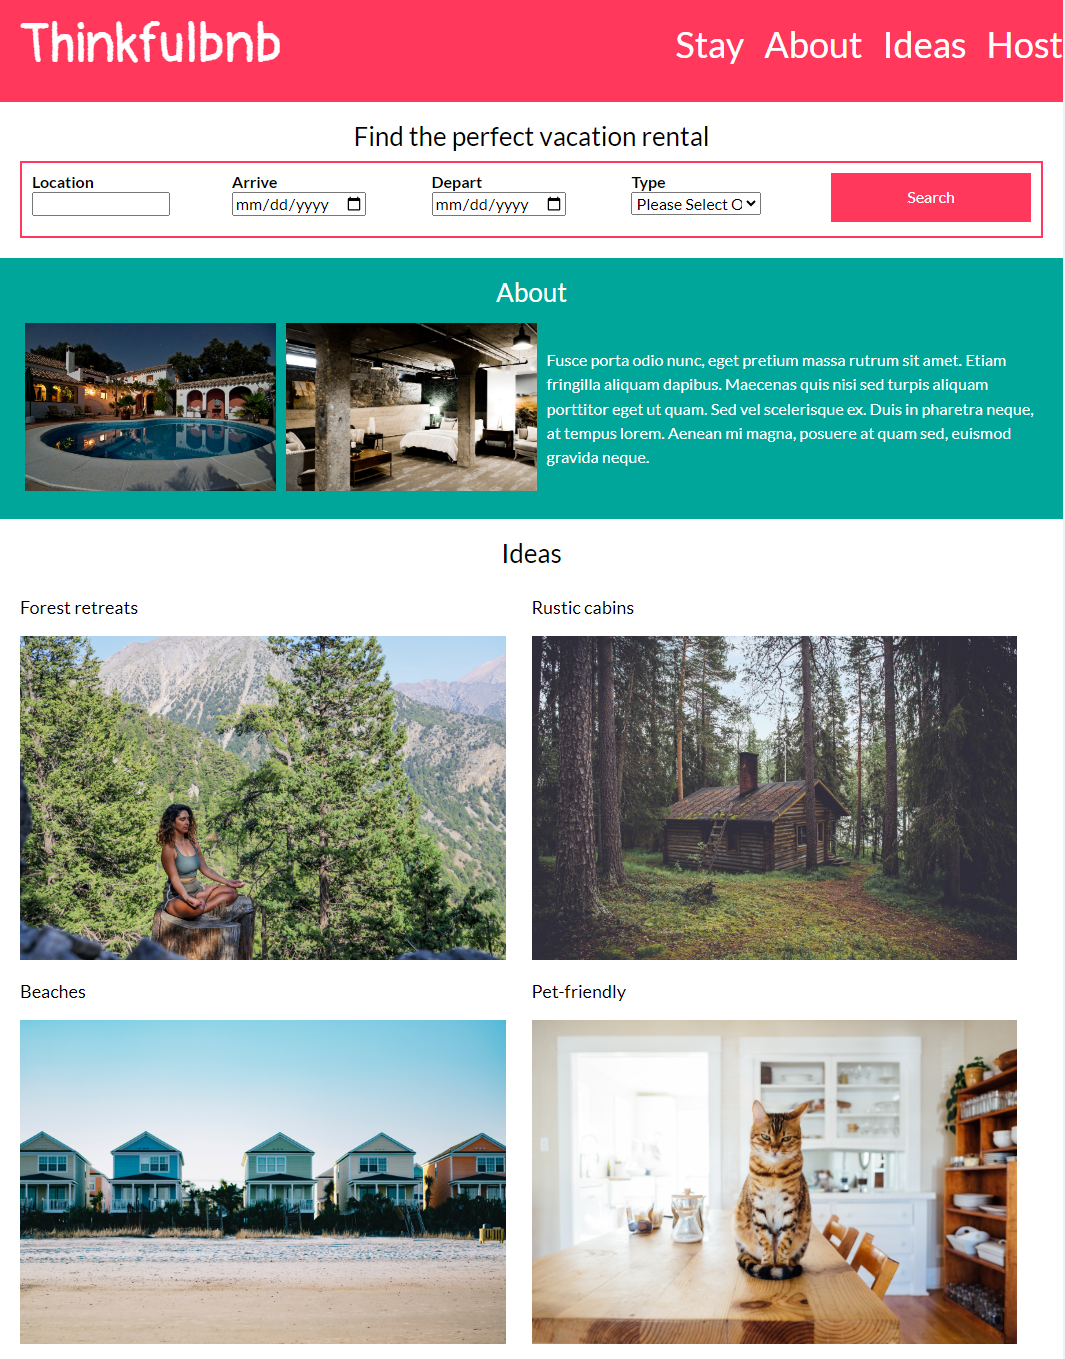 Thinkfulbnb
Stay About Ideas Host
Find the perfect vacation rental
Location Arrive Depart Type
mm/dd/yyyy mm/dd/yyyy Please Select O Search
About
Fusce porta odio nunc, eget pretium massa rutrum sit amet. Etiam
fringilla aliquam dapibus. Maecenas quis nisi sed turpis aliquam
porttitor eget ut quam. Sed vel scelerisque ex. Duis in pharetra neque,
at tempus lorem. Aenean mi magna, posuere at quam sed, euismod
gravida neque.
Ideas
Forest retreats
Rustic cabins
Beaches
Pet-friendly